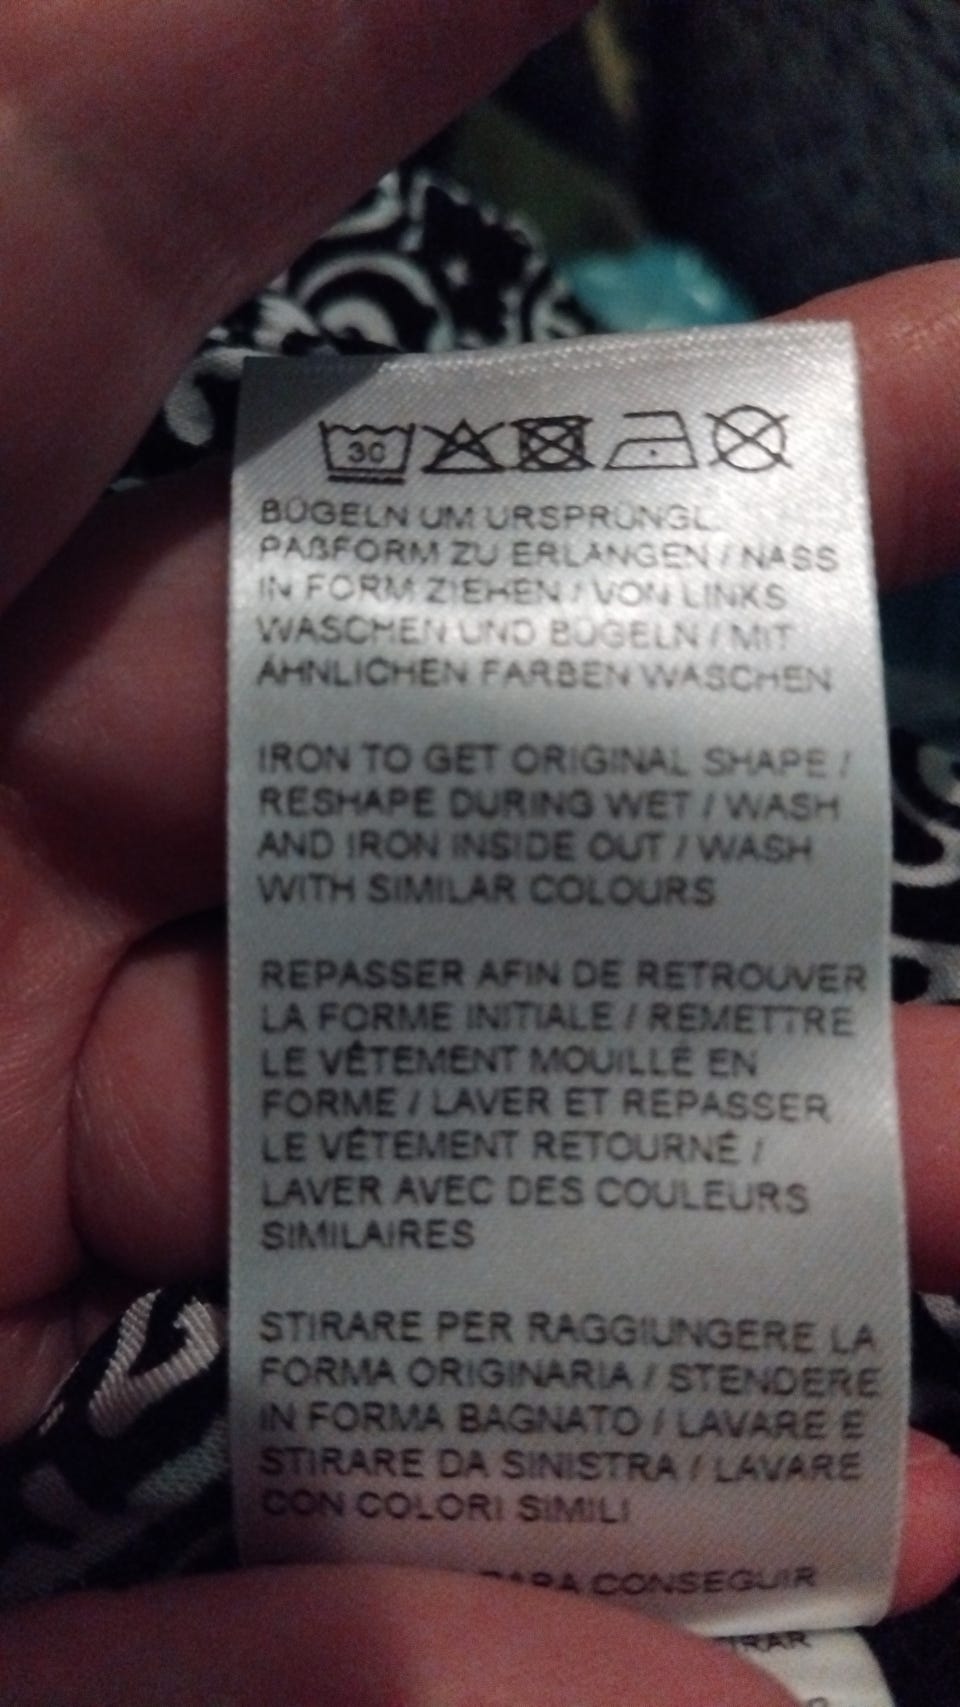 30
BÜGELN UM URSPRÜNGL.
PAßFORM ZU ERLANGEN / NASS
IN FORM ZIEHEN / VON LINKS
WASCHEN UND BÜGELN / MIT
ÄHNLICHEN FARBEN WASCHEN
IRON TO GET ORIGINAL SHAPE /
RESHAPE DURING WET / WASH
AND IRON INSIDE OUT / WASH
WITH SIMILAR COLOURS
REPASSER AFIN DE RETROUVER
LA FORME INITIALE / REMETTRE
LE VÊTEMENT MOUILLÉ EN
FORME / LAVER ET REPASSER
LE VÊTEMENT RETOURNÉ /
LAVER AVEC DES COULEURS
SIMILAIRES
STIRARE PER RAGGIUNGERE LA
FORMA ORIGINARIA / STENDERE
IN FORMA BAGNATO / LAVARE E
STIRARE DA SINISTRA / LAVARE
CON COLORI SIMILI
PARA CONSEGUIR